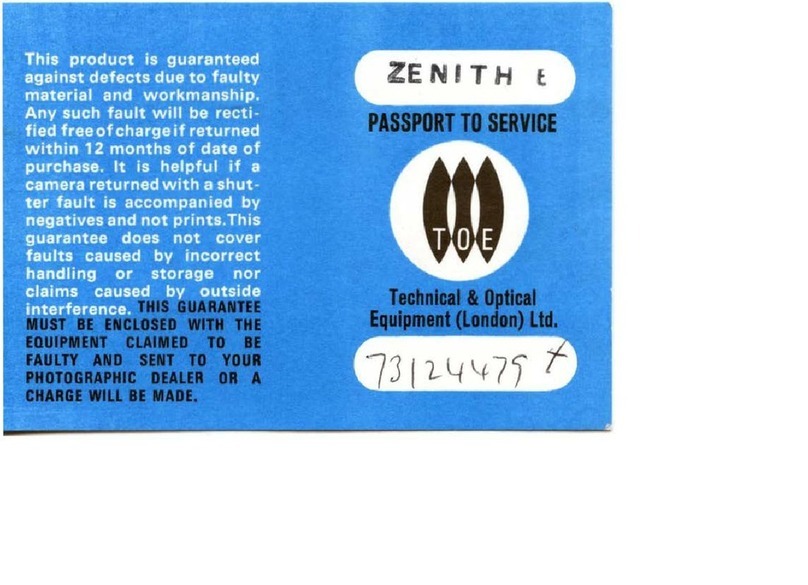 This product is guaranteed
against defects due to faulty
material and workmanship.
Any such fault will be recti-
fied free of charge if returned
within 12 months of date of
purchase. It is helpful if a
camera returned with a shut-
ter fault is accompanied by
negatives and not prints. This
guarantee does not cover
faults caused by incorrect
handling or storage nor
claims caused by outside
interference. THIS GUARANTEE
MUST BE ENCLOSED WITH THE
EQUIPMENT CLAIMED TO BE
FAULTY AND SENT TO YOUR
PHOTOGRAPHIC DEALER OR A
CHARGE WILL BE MADE.
ZENITH E
PASSPORT TO SERVICE
TOE
Technical & Optical
Equipment (London) Ltd.
73124479 +